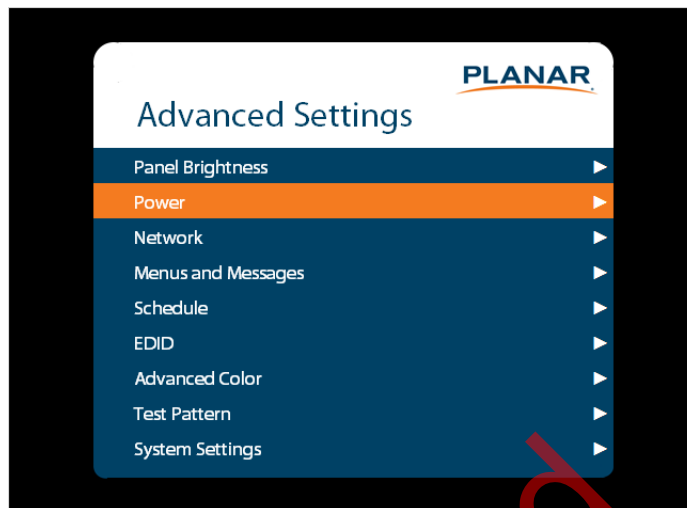 PLANAR
Advanced Settings
Panel Brightness
Power
Network
Menus and Messages
Schedule
EDID
Advanced Color
Test Pattern
System Settings